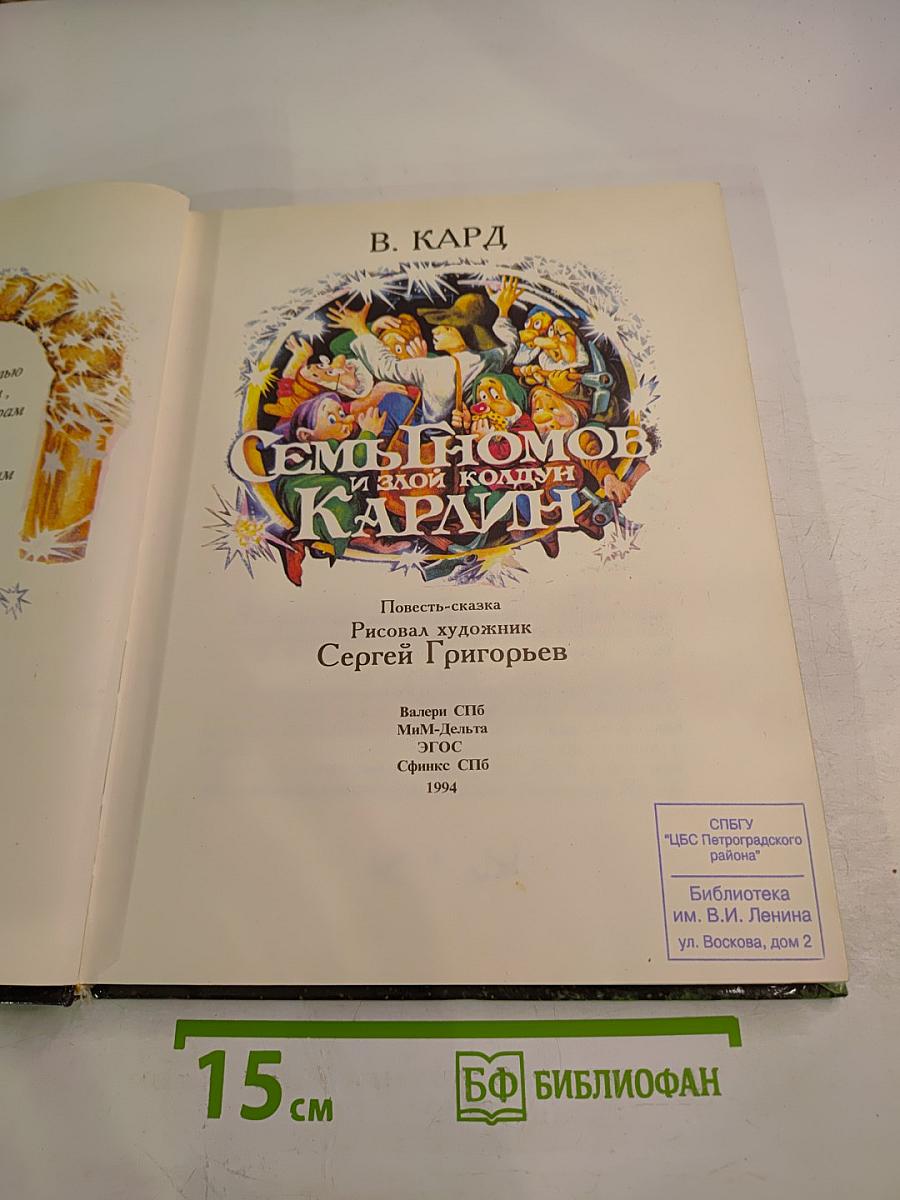 В. КАРД
СЕМЬ ГНОМОВ
И ЗЛОЙ КОЛДУН
КАРЛИН
Повесть-сказка
Рисовал художник
Сергей Григорьев
Валери СПб
МиМ-Дельта
ЭГОС
Сфинкс СПб
1994
СПБГУ
"ЦБС Петроградского
района"
Библиотека
им. В.И. Ленина
ул. Воскова, дом 2
15 см
БФ БИБЛИОФАН